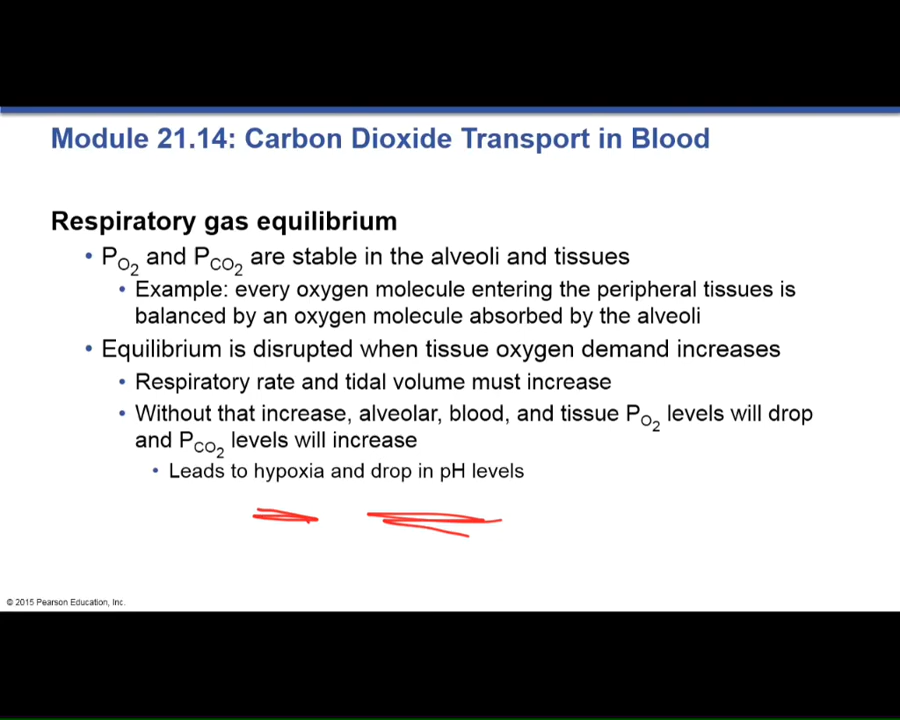 Module 21.14: Carbon Dioxide Transport in Blood
Respiratory gas equilibrium
• PO2 and PCO2 are stable in the alveoli and tissues
• Example: every oxygen molecule entering the peripheral tissues is
balanced by an oxygen molecule absorbed by the alveoli
• Equilibrium is disrupted when tissue oxygen demand increases
• Respiratory rate and tidal volume must increase
• Without that increase, alveolar, blood, and tissue PO2 levels will drop
and PCO2 levels will increase
• Leads to hypoxia and drop in pH levels
© 2015 Pearson Education, Inc.